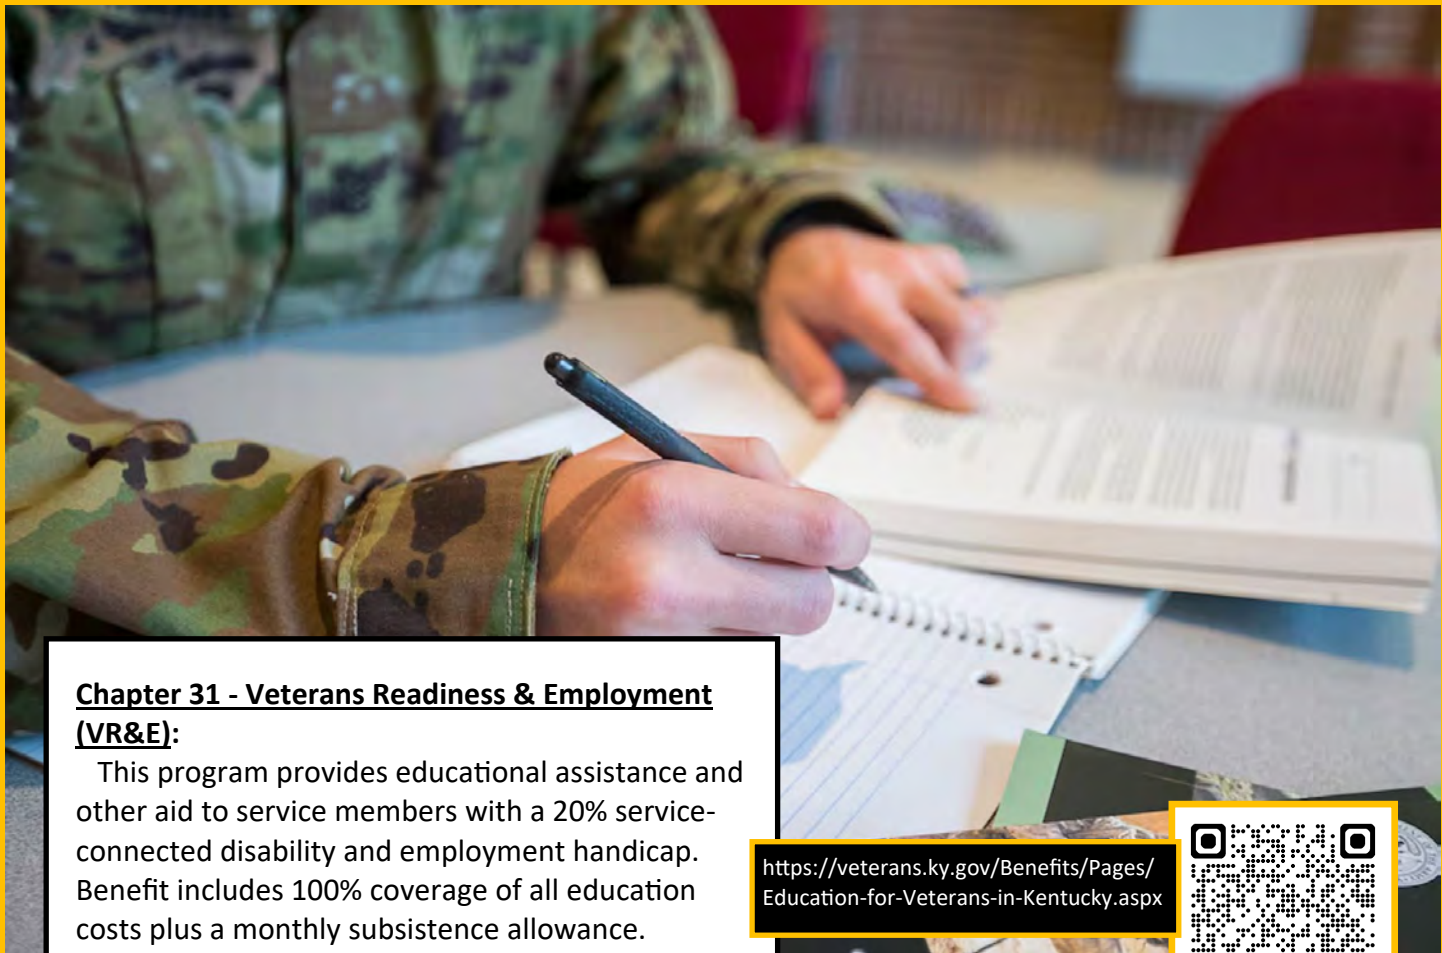 Chapter 31 - Veterans Readiness & Employment
(VR&E):
This program provides educational assistance and
other aid to service members with a 20% service-
connected disability and employment handicap.
Benefit includes 100% coverage of all education
costs plus a monthly subsistence allowance.
https://veterans.ky.gov/Benefits/Pages/
Education-for-Veterans-in-Kentucky.aspx